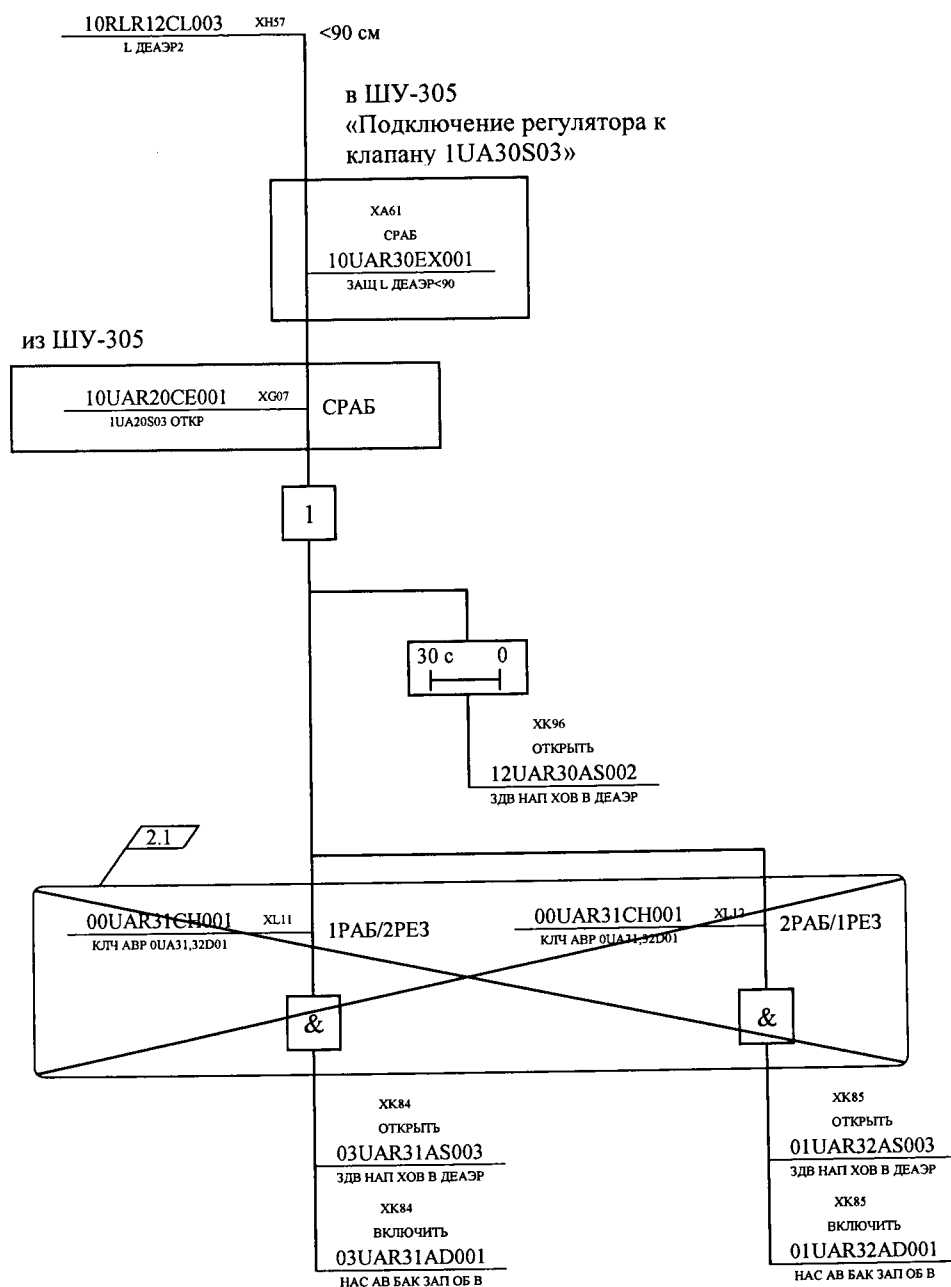 10RLR12CL003 XH57 <90 см
L ДЕАЭР2
в ШУ-305
«Подключение регулятора к
клапану 1UA30S03»
XA61
СРАБ
10UAR30EX001
ЗАЩ L ДЕАЭР<90
из ШУ-305
10UAR20CE001 XG07 СРАБ
1UA20S03 ОТКР
1
30 с 0
XK96
ОТКРЫТЬ
12UAR30AS002
ЗДВ НАП ХОВ В ДЕАЭР
2.1
00UAR31CH001 XL11 1РАБ/2РЕЗ
КЛЧ АВР 0UA31,32D01
00UAR31CH001 XL12 2РАБ/1РЕЗ
КЛЧ АВР 0UA31,32D01
& &
XK84
ОТКРЫТЬ
03UAR31AS003
ЗДВ НАП ХОВ В ДЕАЭР
XK84
ВКЛЮЧИТЬ
03UAR31AD001
НАС АВ БАК ЗАП ОБ В
XK85
ОТКРЫТЬ
01UAR32AS003
ЗДВ НАП ХОВ В ДЕАЭР
XK85
ВКЛЮЧИТЬ
01UAR32AD001
НАС АВ БАК ЗАП ОБ В